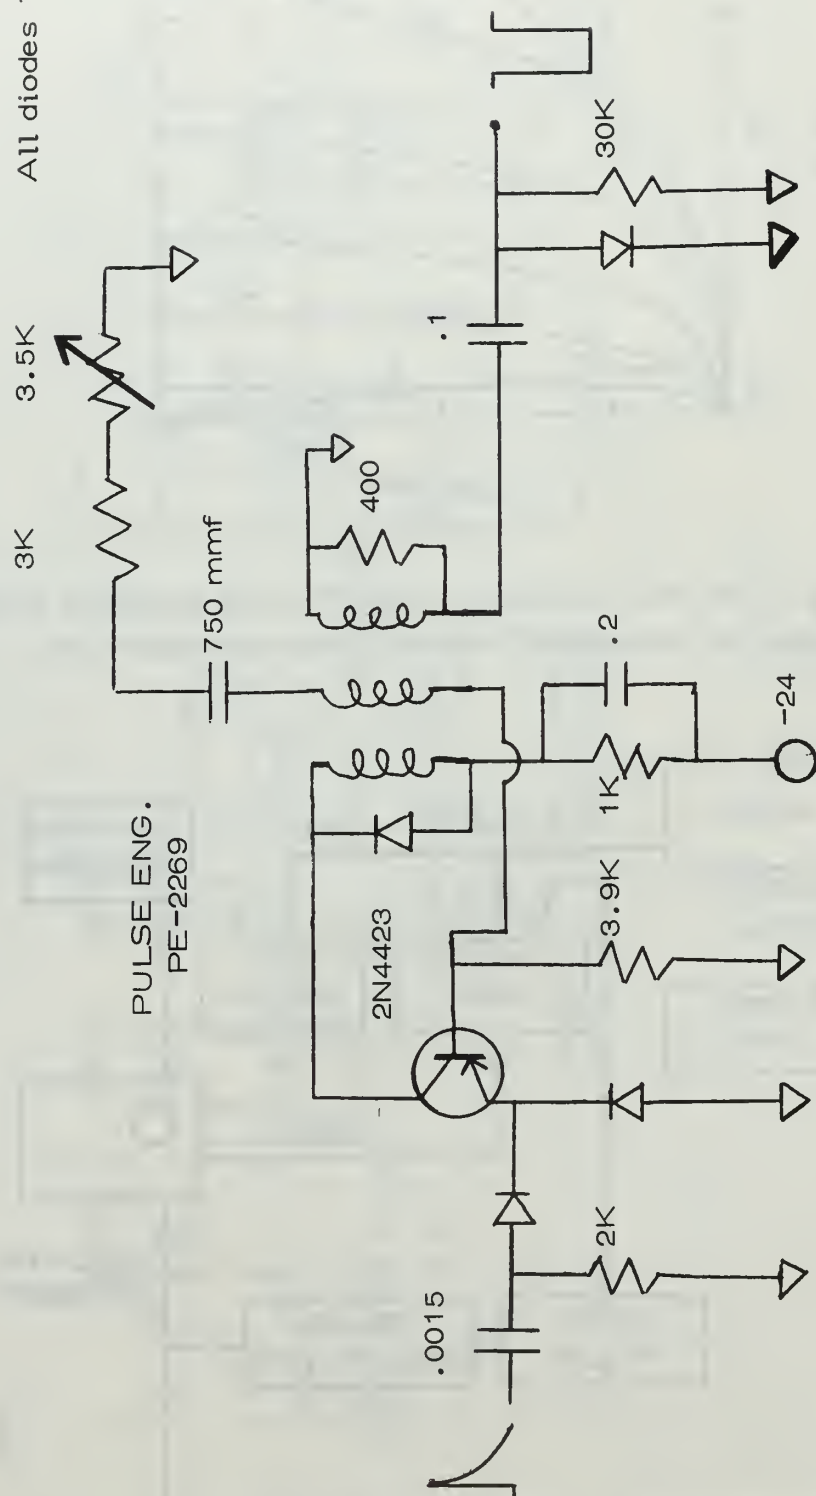 All diodes
3K
3.5K
750 mmf
400
.1
30K
PULSE ENG.
PE-2269
2N4423
.2
1K
-24
3.9K
.0015
2K